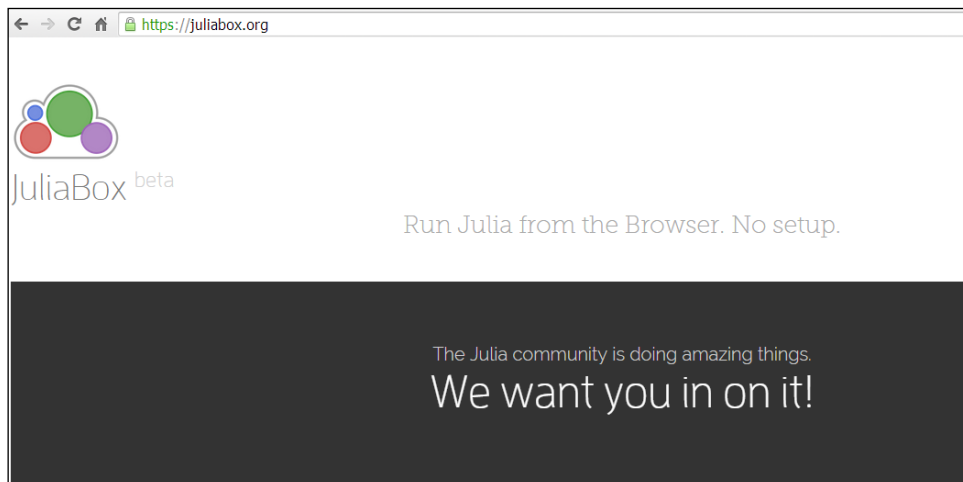 https://juliabox.org
JuliaBox beta
Run Julia from the Browser. No setup.
The Julia community is doing amazing things.
We want you in on it!